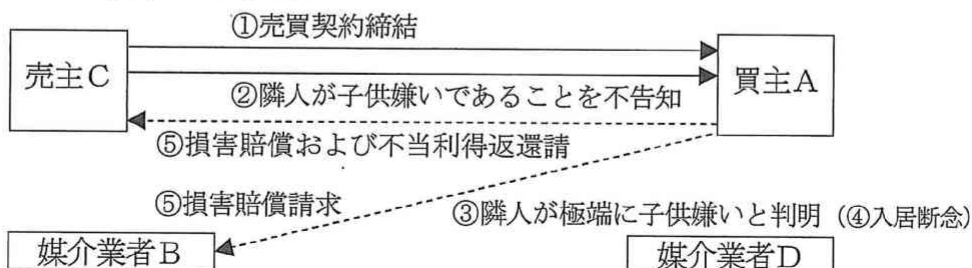 ①売買契約締結
売主C
買主A
②隣人が子供嫌いであることを不告知
⑤損害賠償および不当利得返還請
⑤損害賠償請求
③隣人が極端に子供嫌いと判明(④入居断念)
媒介業者B
媒介業者D